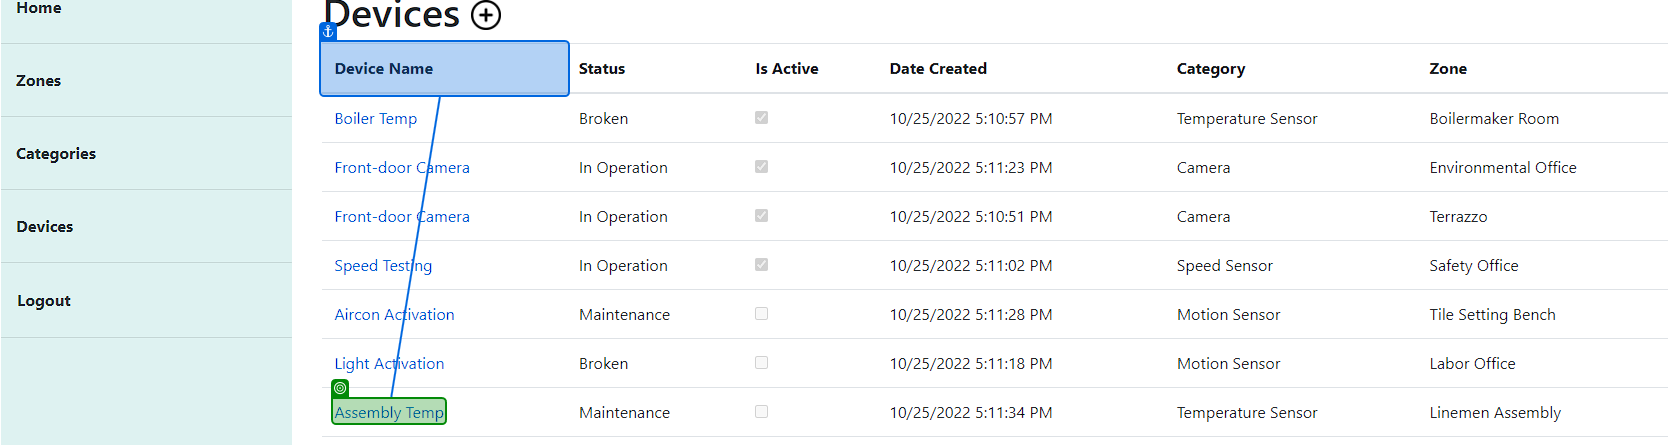 Home
Zones
Categories
Devices
Logout
Devices
Device Name Status Is Active Date Created Category Zone
Boiler Temp Broken 10/25/2022 5:10:57 PM Temperature Sensor Boilermaker Room
Front-door Camera In Operation 10/25/2022 5:11:23 PM Camera Environmental Office
Front-door Camera In Operation 10/25/2022 5:10:51 PM Camera Terrazzo
Speed Testing In Operation 10/25/2022 5:11:02 PM Speed Sensor Safety Office
Aircon Activation Maintenance 10/25/2022 5:11:28 PM Motion Sensor Tile Setting Bench
Light Activation Broken 10/25/2022 5:11:18 PM Motion Sensor Labor Office
Assembly Temp Maintenance 10/25/2022 5:11:34 PM Temperature Sensor Linemen Assembly